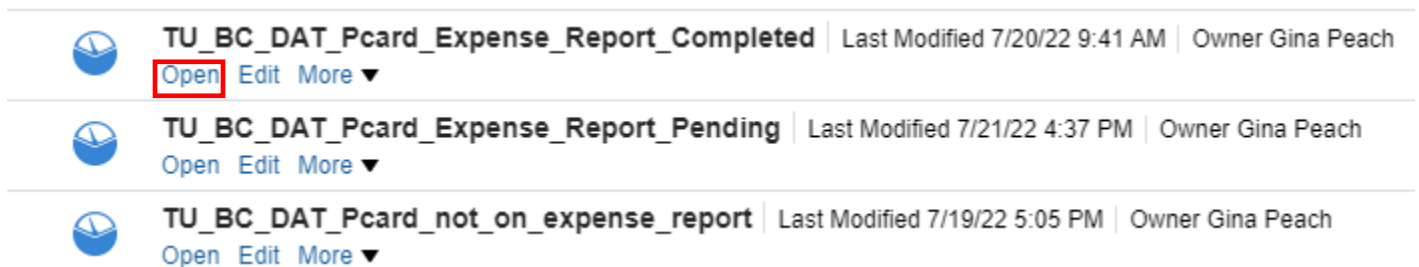 TU_BC_DAT_Pcard_Expense_Report_Completed Last Modified 7/20/22 9:41 AM Owner Gina Peach
Open Edit More ▼
TU_BC_DAT_Pcard_Expense_Report_Pending Last Modified 7/21/22 4:37 PM Owner Gina Peach
Open Edit More ▼
TU_BC_DAT_Pcard_not_on_expense_report Last Modified 7/19/22 5:05 PM Owner Gina Peach
Open Edit More ▼